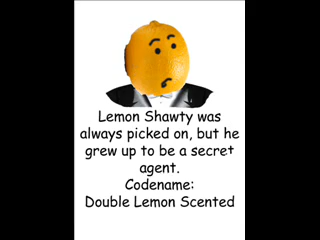 Lemon Shawty was
always picked on, but he
grew up to be a secret
agent.
Codename:
Double Lemon Scented